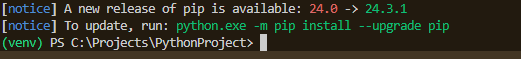 [notice] A new release of pip is available: 24.0 -> 24.3.1
[notice] To update, run: python.exe -m pip install --upgrade pip
(venv) PS C:\Projects\PythonProject>